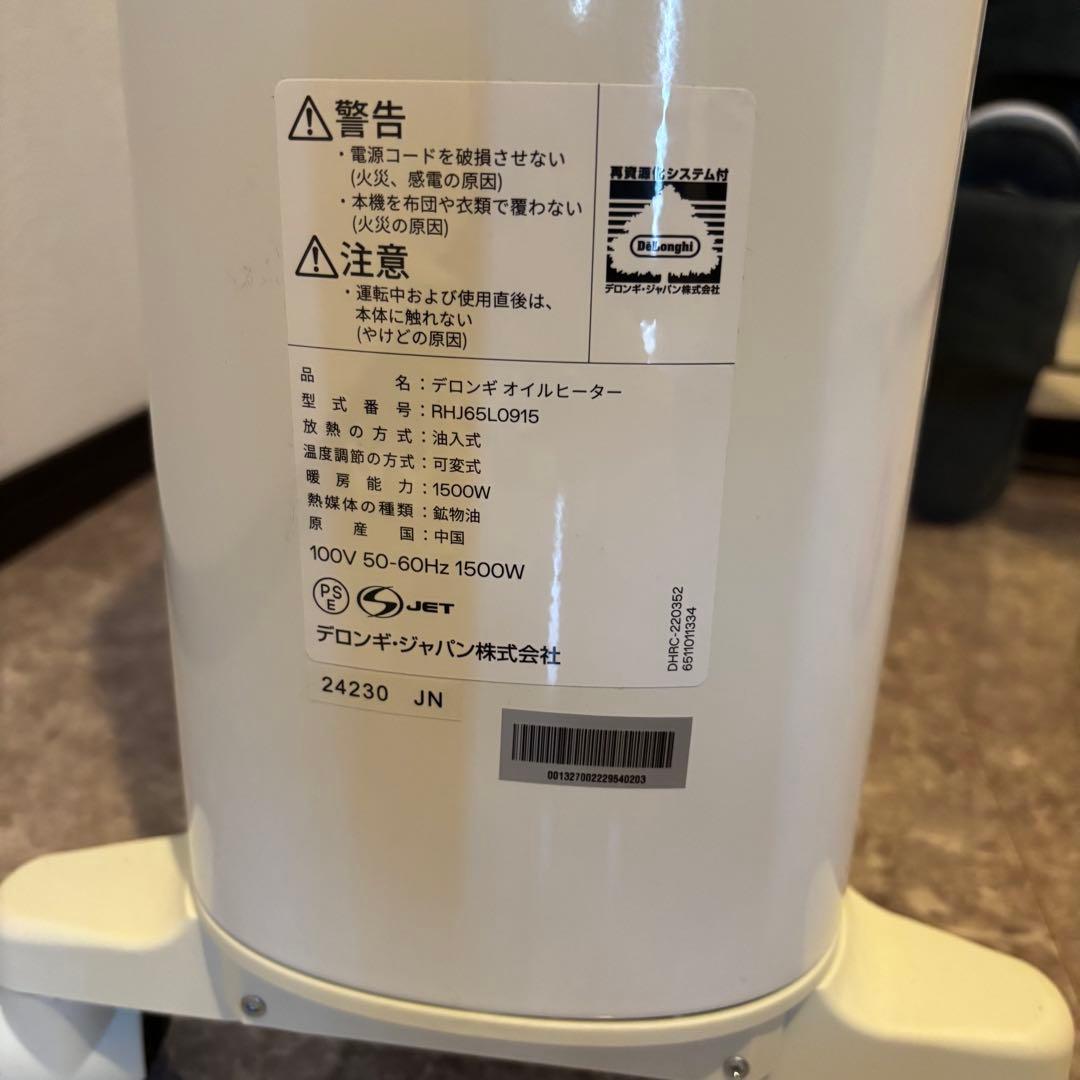 警告
・電源コードを破損させない
(火災、感電の原因)
・本機を布団や衣類で覆わない
(火災の原因)
注意
・運転中および使用直後は、
本体に触れない
(やけどの原因)
再資源化システム付
DeLonghi
デロンギ・ジャパン株式会社
品名：デロンギ オイルヒーター
型式番号：RHJ65L0915
放熱の方式：油入式
温度調節の方式：可変式
暖房能力：1500W
熱媒体の種類：鉱物油
原産国：中国
100V 50-60Hz 1500W
PS
E
JET
デロンギ・ジャパン株式会社
DHRC-220352
6511011334
24230 JN
001327002229540203